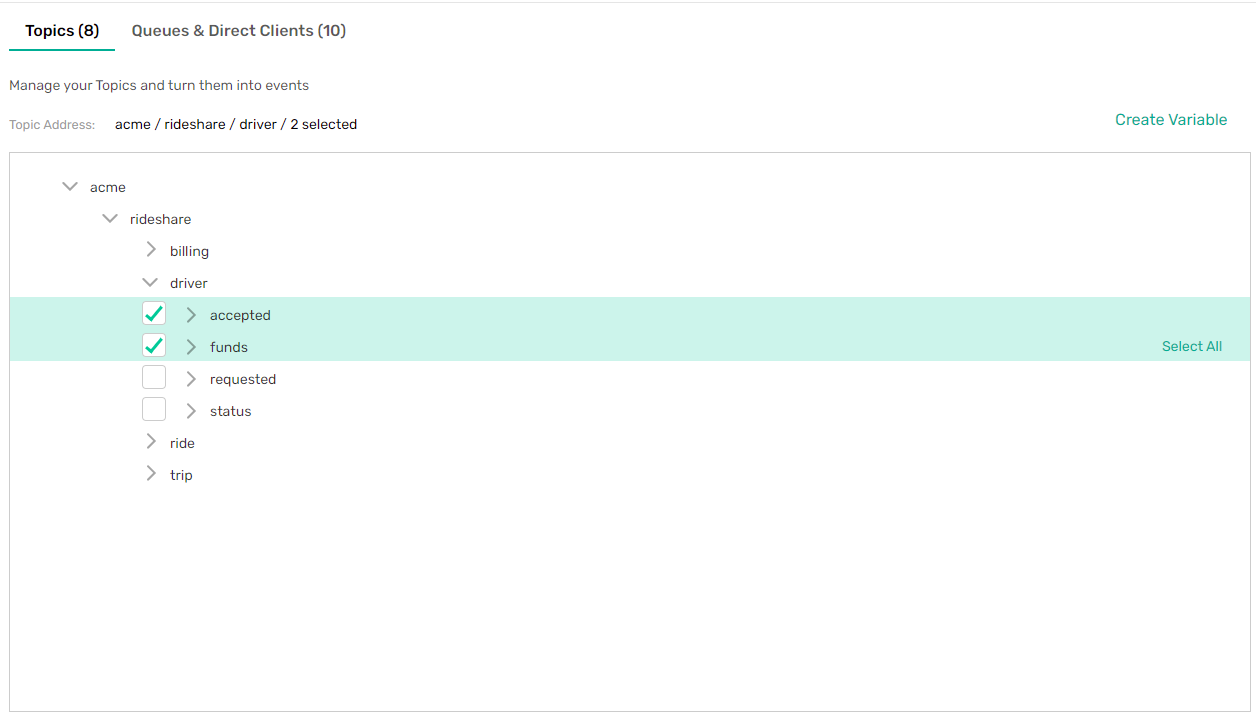 Topics (8) Queues & Direct Clients (10)
Manage your Topics and turn them into events
Topic Address: acme / rideshare / driver / 2 selected Create Variable
acme
rideshare
billing
driver
accepted
funds Select All
requested
status
ride
trip